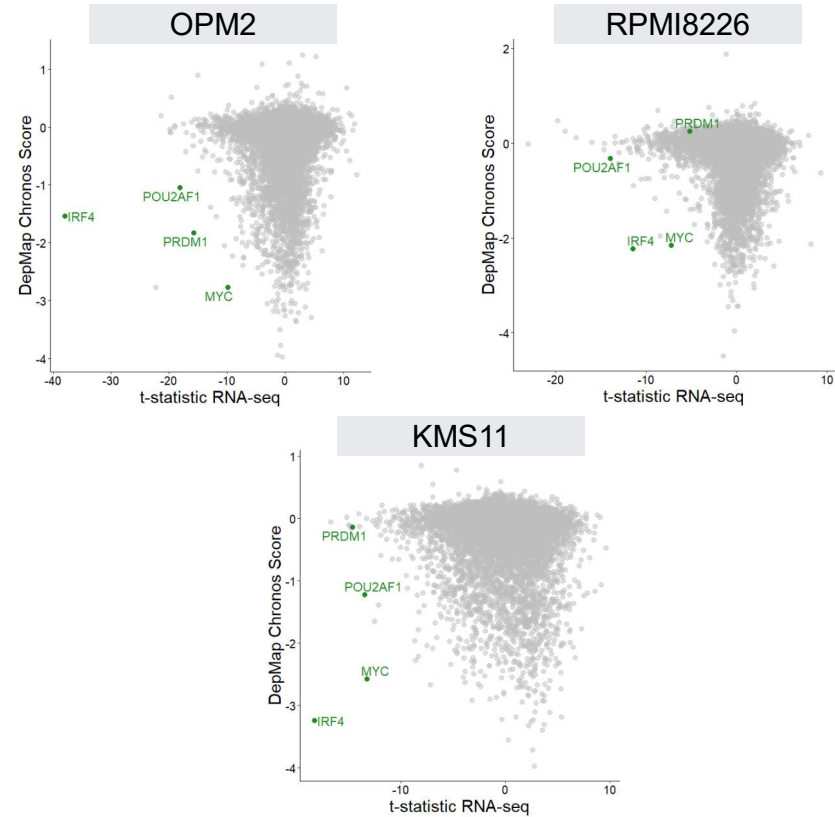 OPM2
DepMap Chronos Score
1
0
-1
-2
-3
-4
POU2AF1
IRF4
PRDM1
MYC
-40 -30 -20 -10 0 10
t-statistic RNA-seq
RPMI8226
DepMap Chronos Score
2
0
-2
-4
PRDM1
POU2AF1
IRF4 MYC
-20 -10 0 10
t-statistic RNA-seq
KMS11
DepMap Chronos Score
1
0
-1
-2
-3
-4
PRDM1
POU2AF1
MYC
IRF4
-10 0 10
t-statistic RNA-seq